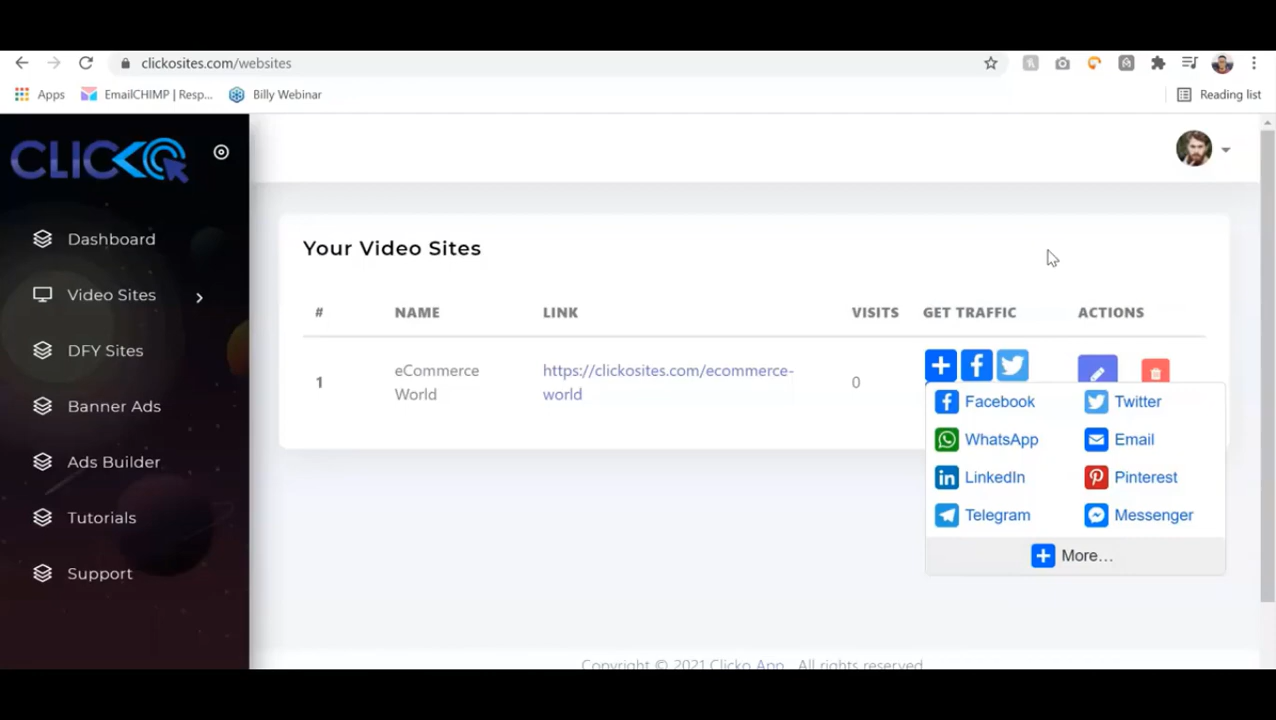 clickosites.com/websites
Apps
EmailCHIMP | Resp...
Billy Webinar
Reading list
CLICKO
Dashboard
Video Sites
DFY Sites
Banner Ads
Ads Builder
Tutorials
Support
Your Video Sites
# NAME LINK VISITS GET TRAFFIC ACTIONS
1 eCommerce World https://clickosites.com/ecommerce-world 0
Facebook Twitter
WhatsApp Email
LinkedIn Pinterest
Telegram Messenger
More...
Copyright © 2021 Clicko App . All rights reserved